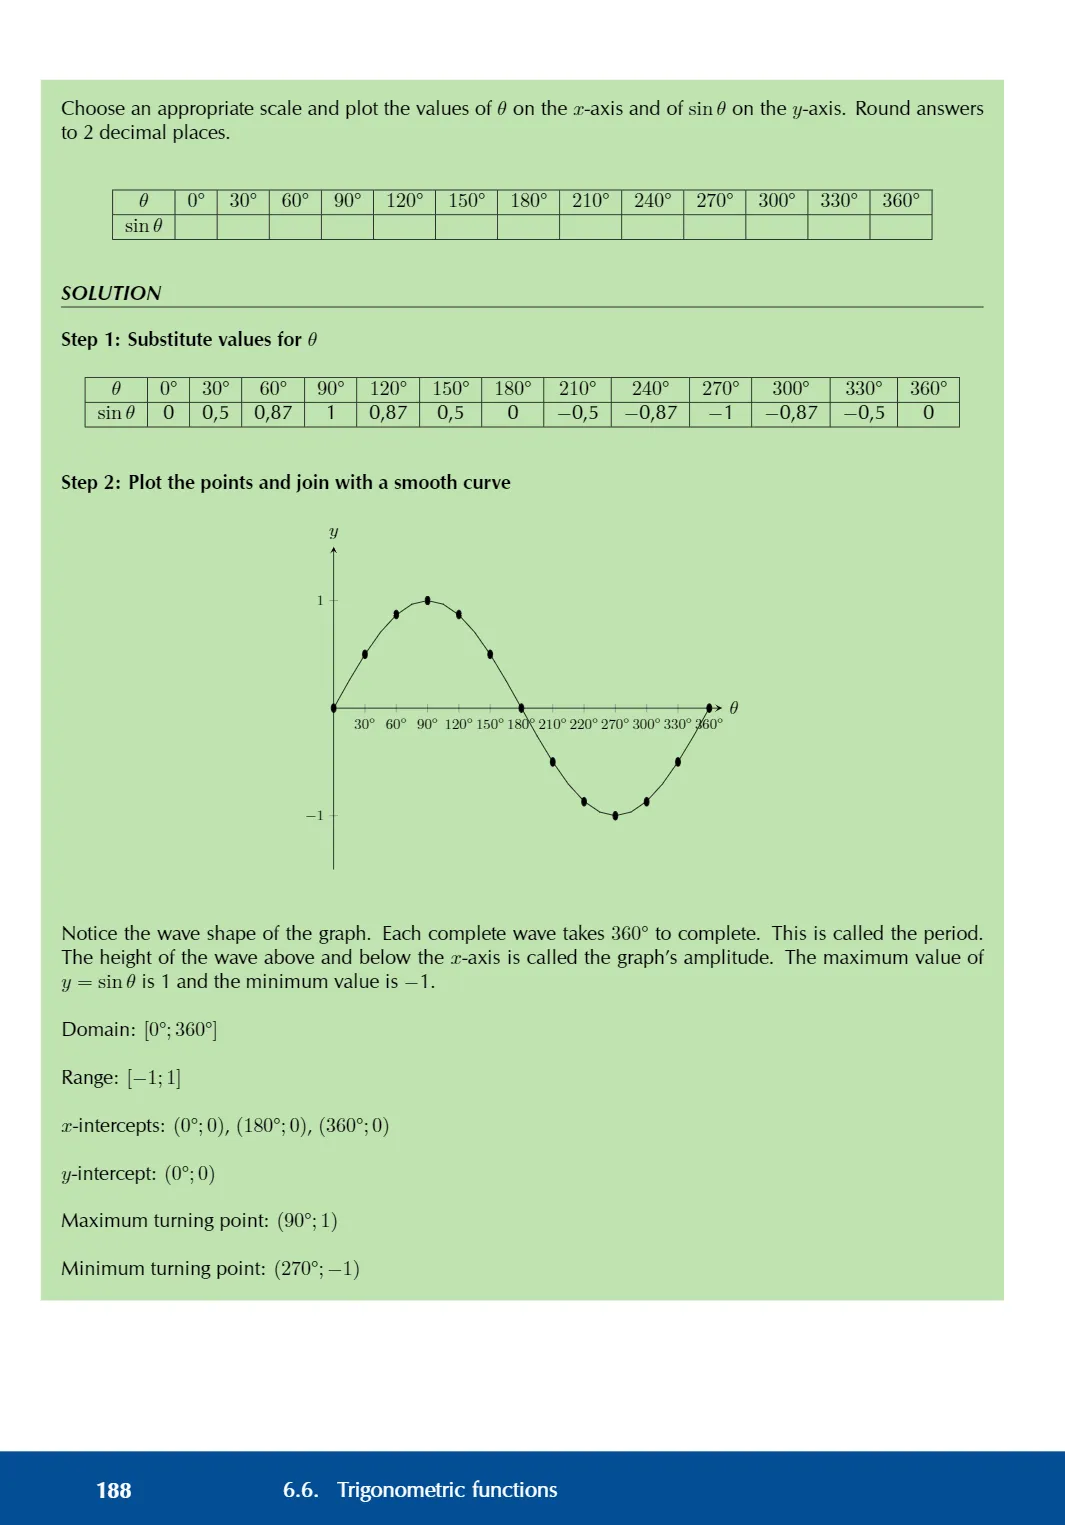 Choose an appropriate scale and plot the values of θ on the x-axis and of sin θ on the y-axis. Round answers
to 2 decimal places.
θ 0° 30° 60° 90° 120° 150° 180° 210° 240° 270° 300° 330° 360°
sin θ
SOLUTION
Step 1: Substitute values for θ
θ 0° 30° 60° 90° 120° 150° 180° 210° 240° 270° 300° 330° 360°
sin θ 0 0,5 0,87 1 0,87 0,5 0 −0,5 −0,87 −1 −0,87 −0,5 0
Step 2: Plot the points and join with a smooth curve
y
1
θ
30° 60° 90° 120° 150° 180° 210° 220° 270° 300° 330° 360°
−1
Notice the wave shape of the graph. Each complete wave takes 360° to complete. This is called the period.
The height of the wave above and below the x-axis is called the graph's amplitude. The maximum value of
y = sin θ is 1 and the minimum value is −1.
Domain: [0°; 360°]
Range: [−1; 1]
x-intercepts: (0°; 0), (180°; 0), (360°; 0)
y-intercept: (0°; 0)
Maximum turning point: (90°; 1)
Minimum turning point: (270°; −1)
188 6.6. Trigonometric functions